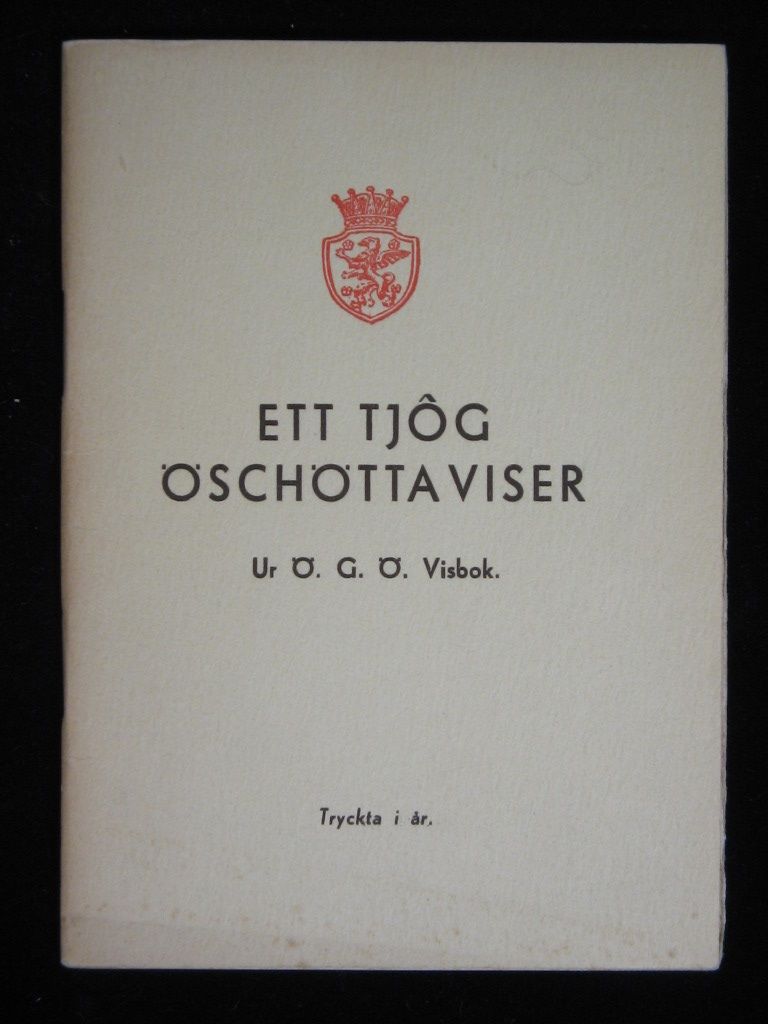 ETT TJÔG
ÖSCHÖTTAVISER
Ur Ö. G. Ö. Visbok.
Tryckta i år.